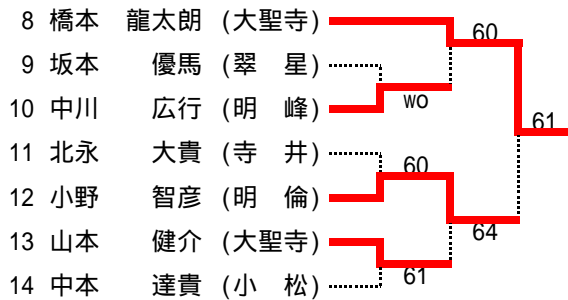 8 橋本 龍太朗 (大聖寺)
60
9 坂本 優馬 (翠 星)
10 中川 広行 (明 峰)
wo
61
11 北永 大貴 (寺 井)
60
12 小野 智彦 (明 倫)
64
13 山本 健介 (大聖寺)
61
14 中本 達貴 (小 松)